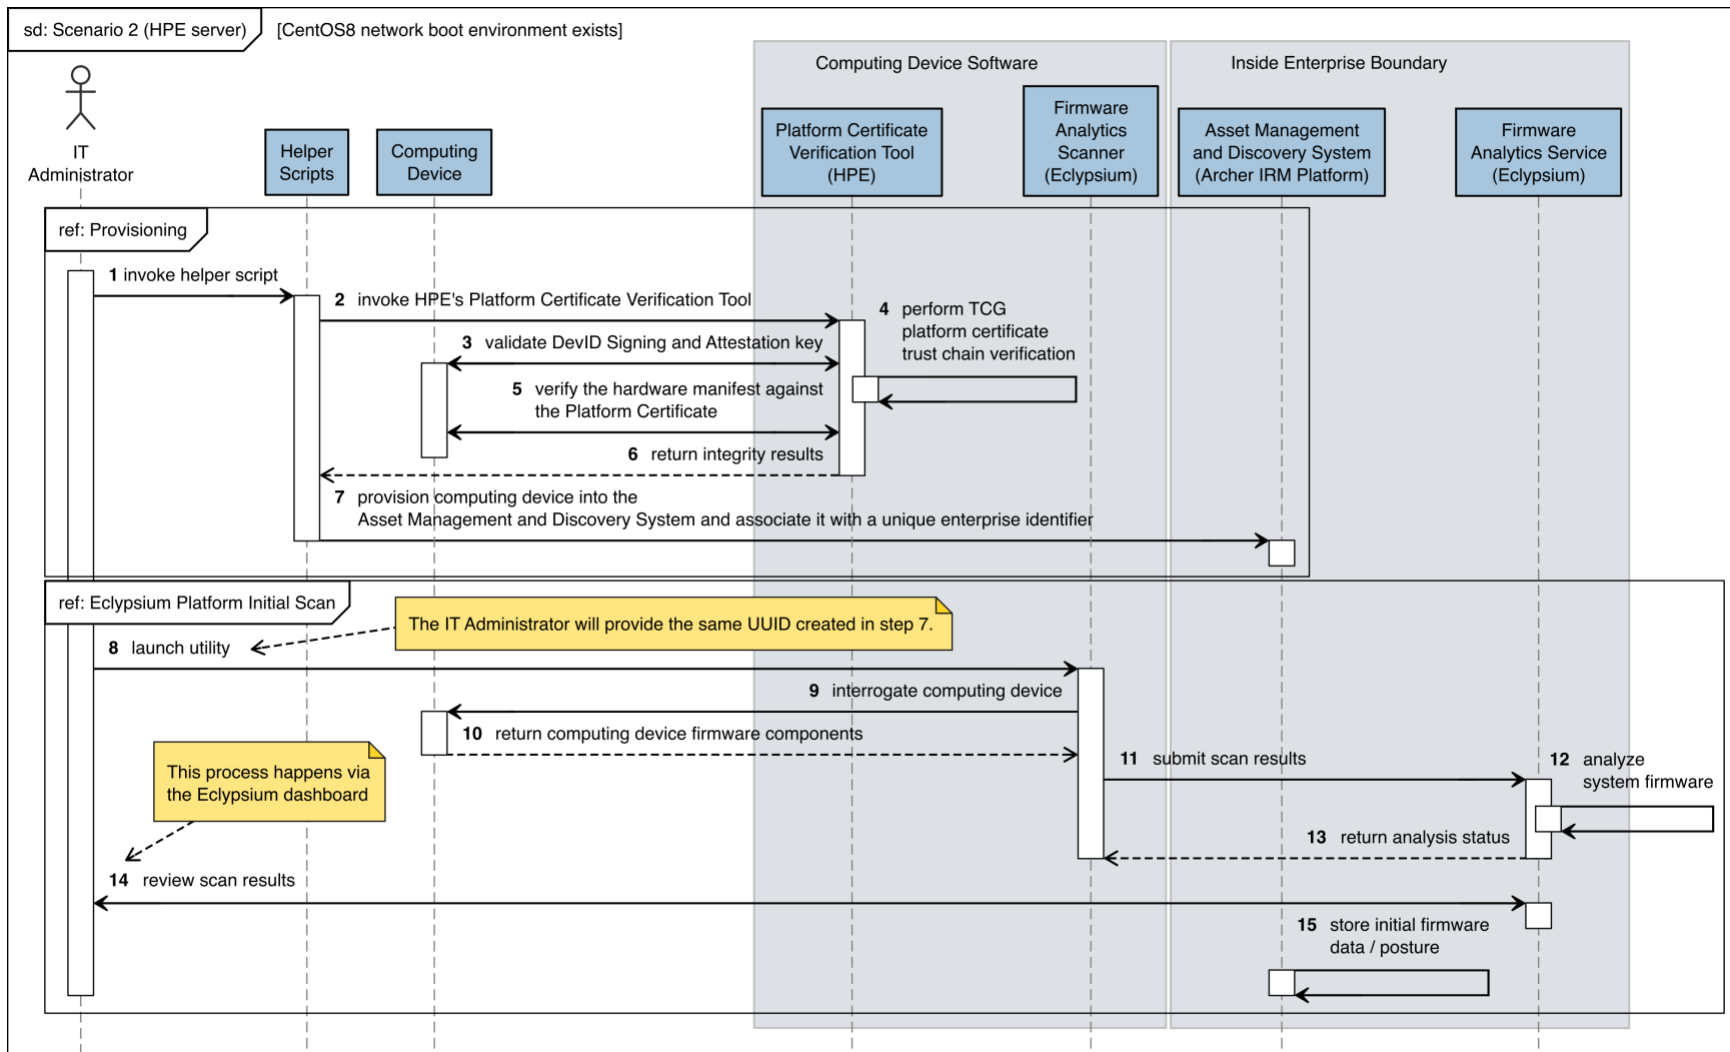 sd: Scenario 2 (HPE server) [CentOS8 network boot environment exists]
Computing Device Software
Inside Enterprise Boundary
IT
Administrator
Helper
Scripts
Computing
Device
Platform Certificate
Verification Tool
(HPE)
Firmware
Analytics
Scanner
(Eclypsium)
Asset Management
and Discovery System
(Archer IRM Platform)
Firmware
Analytics Service
(Eclypsium)
ref: Provisioning
1 invoke helper script
2 invoke HPE's Platform Certificate Verification Tool
3 validate DevID Signing and Attestation key
4 perform TCG
platform certificate
trust chain verification
5 verify the hardware manifest against
the Platform Certificate
6 return integrity results
7 provision computing device into the
Asset Management and Discovery System and associate it with a unique enterprise identifier
ref: Eclypsium Platform Initial Scan
The IT Administrator will provide the same UUID created in step 7.
8 launch utility
9 interrogate computing device
10 return computing device firmware components
11 submit scan results
12 analyze
system firmware
This process happens via
the Eclypsium dashboard
13 return analysis status
14 review scan results
15 store initial firmware
data / posture